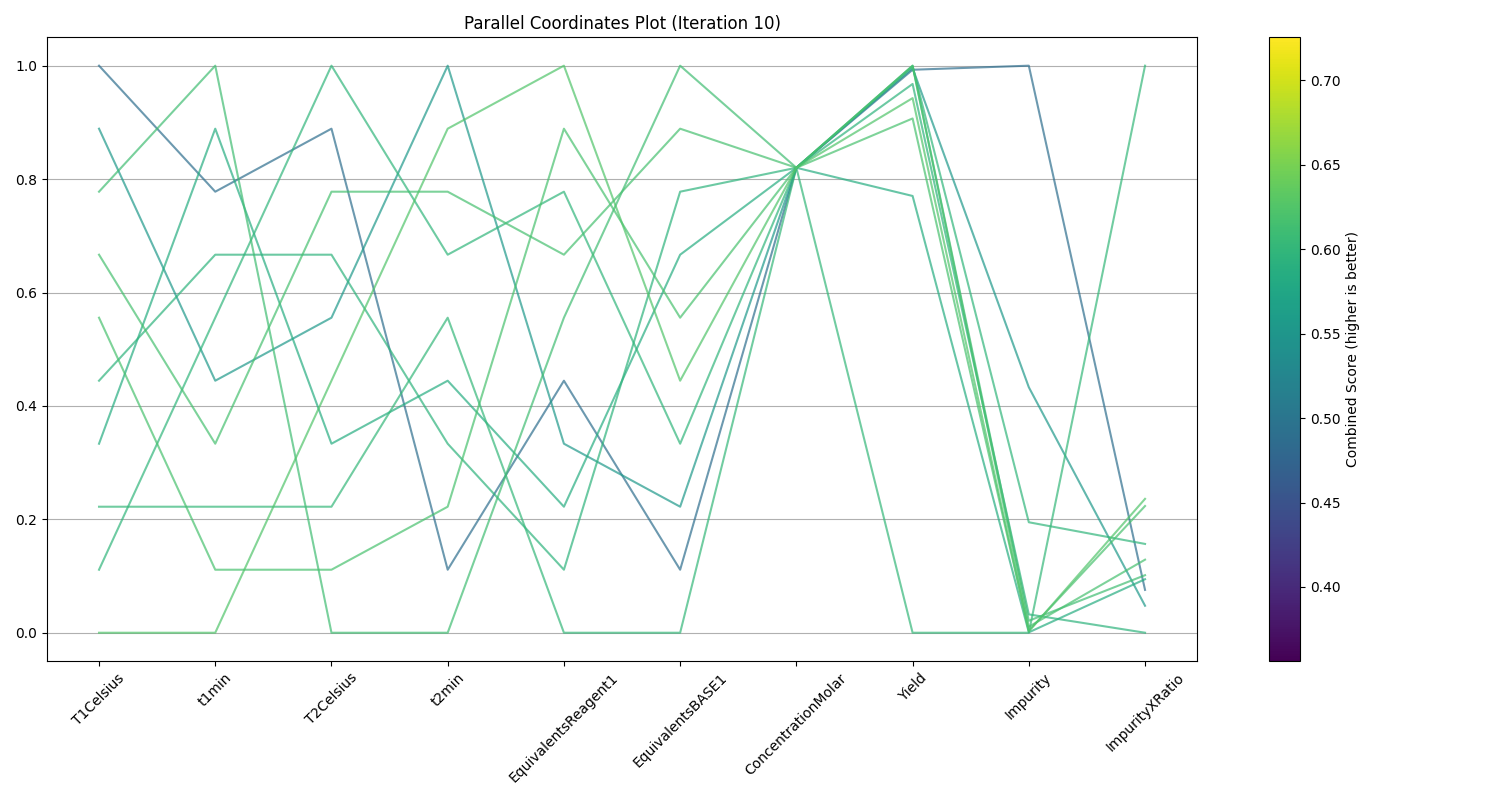 Parallel Coordinates Plot (Iteration 10)
1.0
0.8
0.6
0.4
0.2
0.0
T1Celsius
t1min
T2Celsius
t2min
EquivalentsReagent1
EquivalentsBASE1
ConcentrationMolar
Yield
Impurity
ImpurityXRatio
0.70
0.65
0.60
0.55
0.50
0.45
0.40
Combined Score (higher is better)